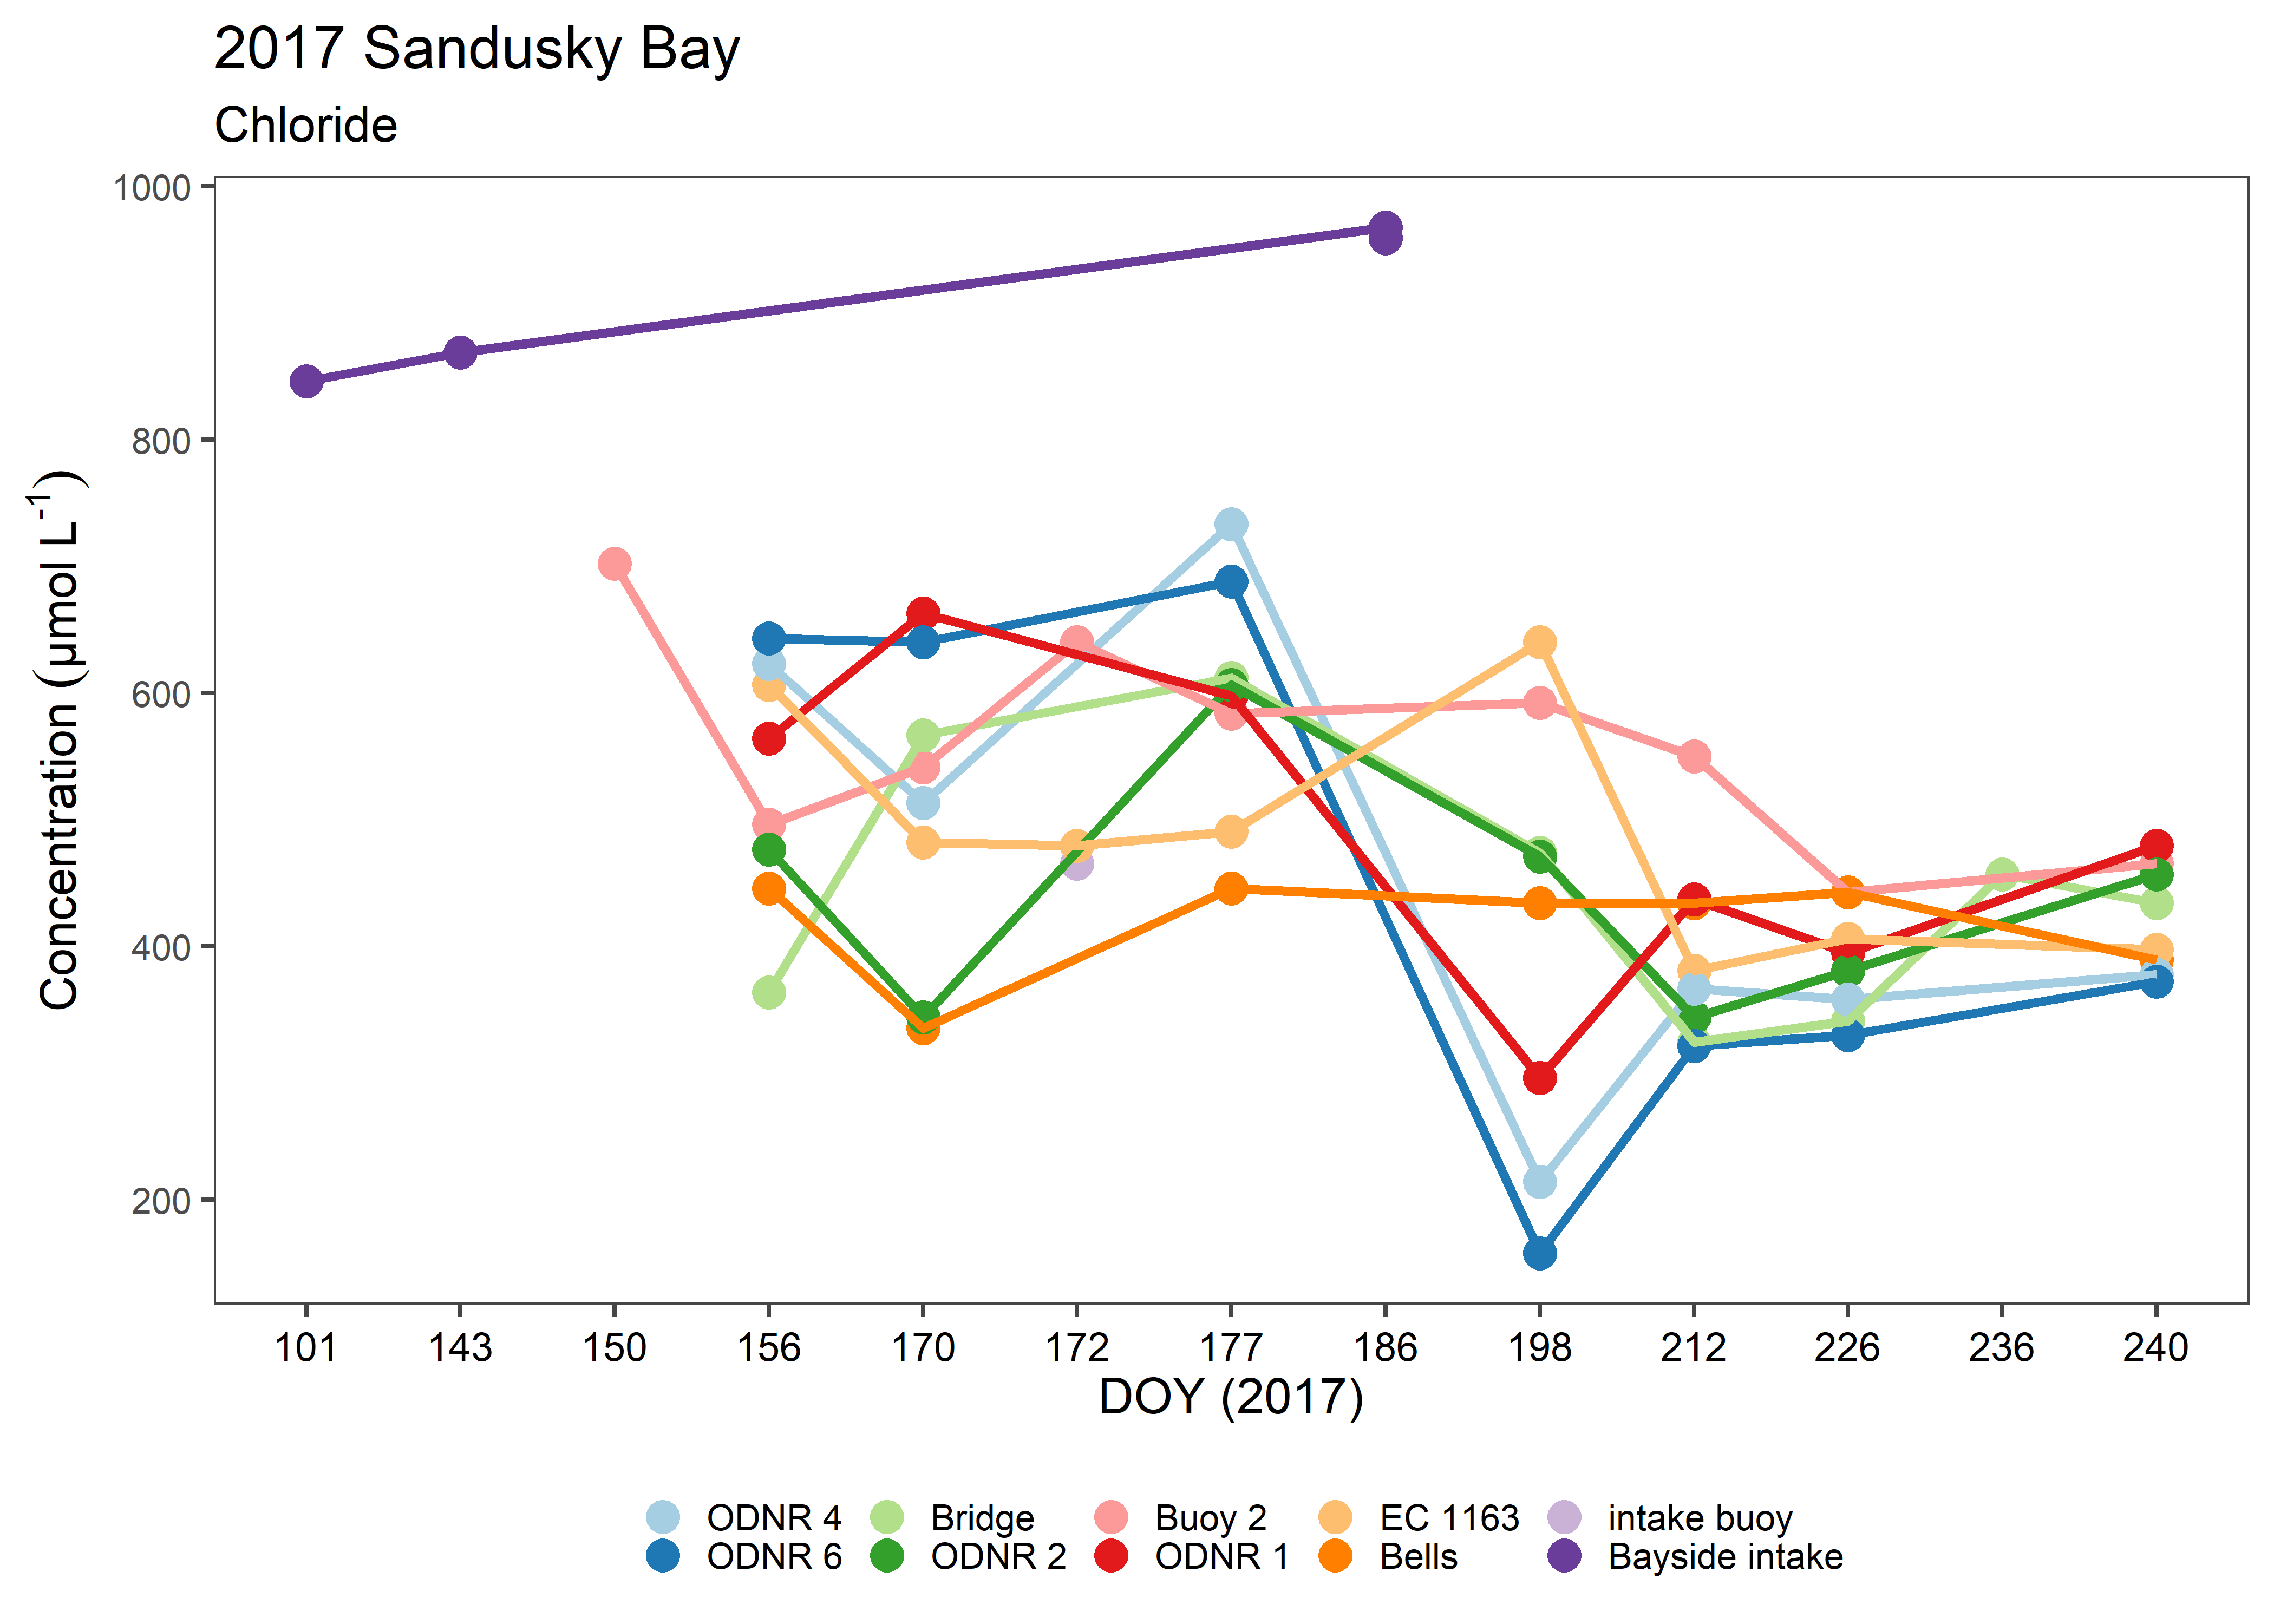 2017 Sandusky Bay
Chloride
Concentration (µmol L-1)
1000
800
600
400
200
101 143 150 156 170 172 177 186 198 212 226 236 240
DOY (2017)
ODNR 4 Bridge Buoy 2 EC 1163 intake buoy
ODNR 6 ODNR 2 ODNR 1 Bells Bayside intake